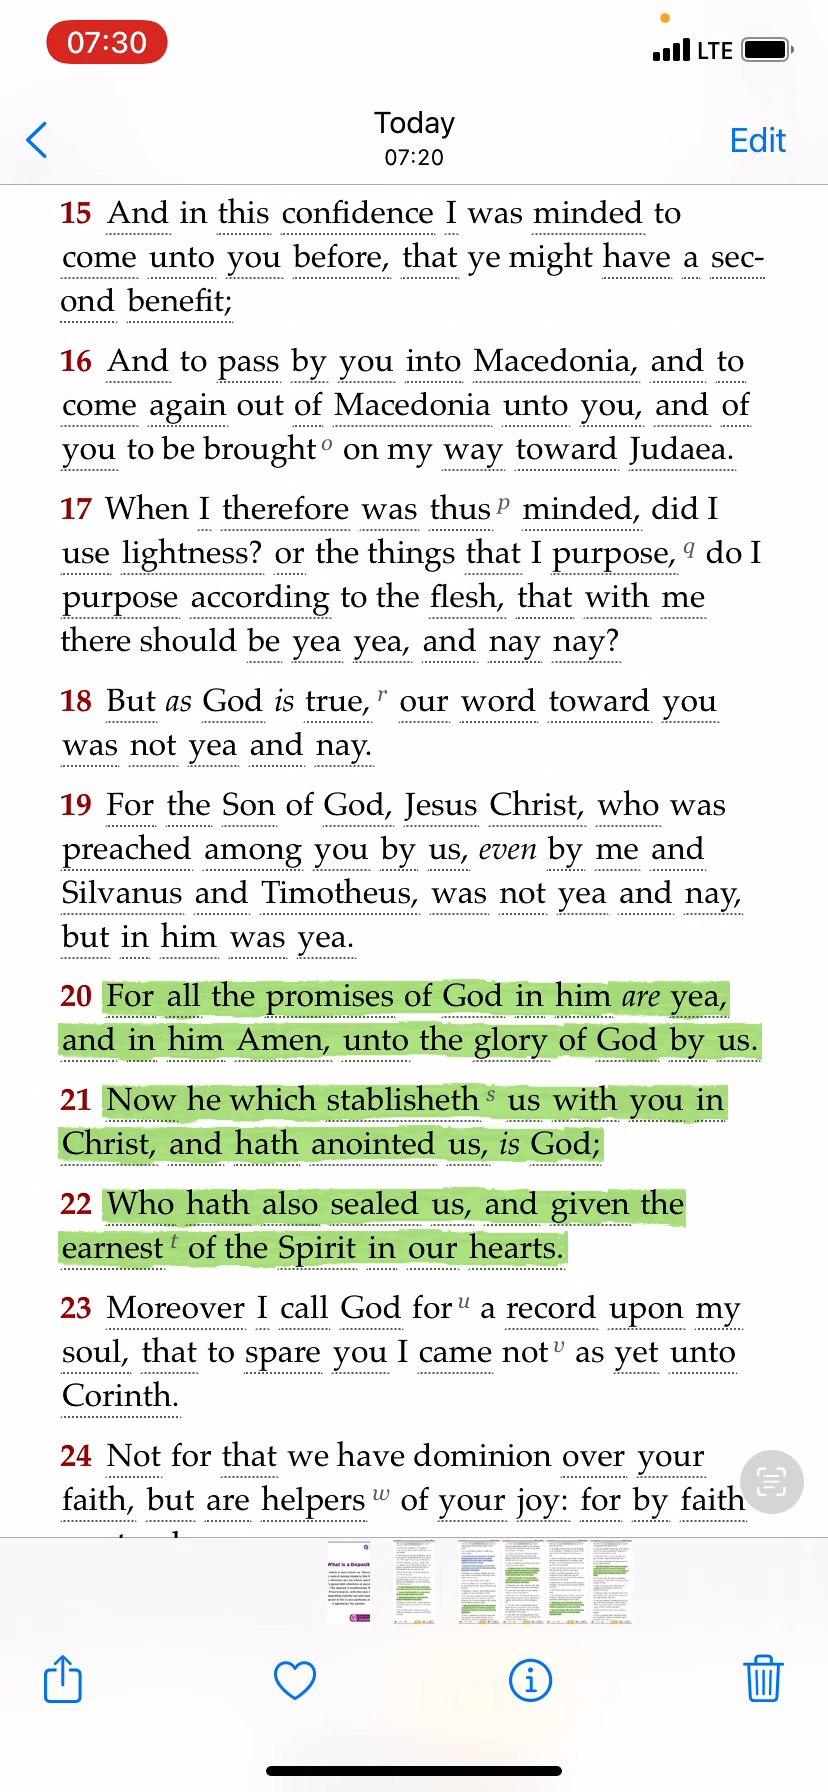 07:30
LTE
Today
07:20
Edit
15 And in this confidence I was minded to
come unto you before, that ye might have a sec-
ond benefit;
16 And to pass by you into Macedonia, and to
come again out of Macedonia unto you, and of
you to be brought o on my way toward Judaea.
17 When I therefore was thus p minded, did I
use lightness? or the things that I purpose, q do I
purpose according to the flesh, that with me
there should be yea yea, and nay nay?
18 But as God is true, r our word toward you
was not yea and nay.
19 For the Son of God, Jesus Christ, who was
preached among you by us, even by me and
Silvanus and Timotheus, was not yea and nay,
but in him was yea.
20 For all the promises of God in him are yea,
and in him Amen, unto the glory of God by us.
21 Now he which stablisheth s us with you in
Christ, and hath anointed us, is God;
22 Who hath also sealed us, and given the
earnest t of the Spirit in our hearts.
23 Moreover I call God for u a record upon my
soul, that to spare you I came not v as yet unto
Corinth.
24 Not for that we have dominion over your
faith, but are helpers w of your joy: for by faith
What is a Deposit